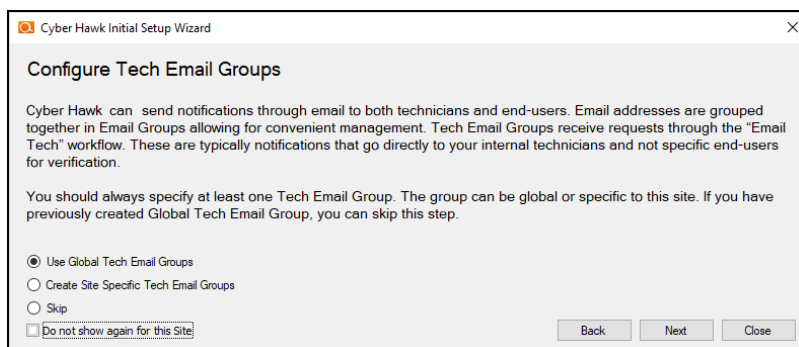 Cyber Hawk Initial Setup Wizard
Configure Tech Email Groups
Cyber Hawk can send notifications through email to both technicians and end-users. Email addresses are grouped
together in Email Groups allowing for convenient management. Tech Email Groups receive requests through the “Email
Tech” workflow. These are typically notifications that go directly to your internal technicians and not specific end-users
for verification.
You should always specify at least one Tech Email Group. The group can be global or specific to this site. If you have
previously created Global Tech Email Group, you can skip this step.
Use Global Tech Email Groups
Create Site Specific Tech Email Groups
Skip
Do not show again for this Site
Back Next Close